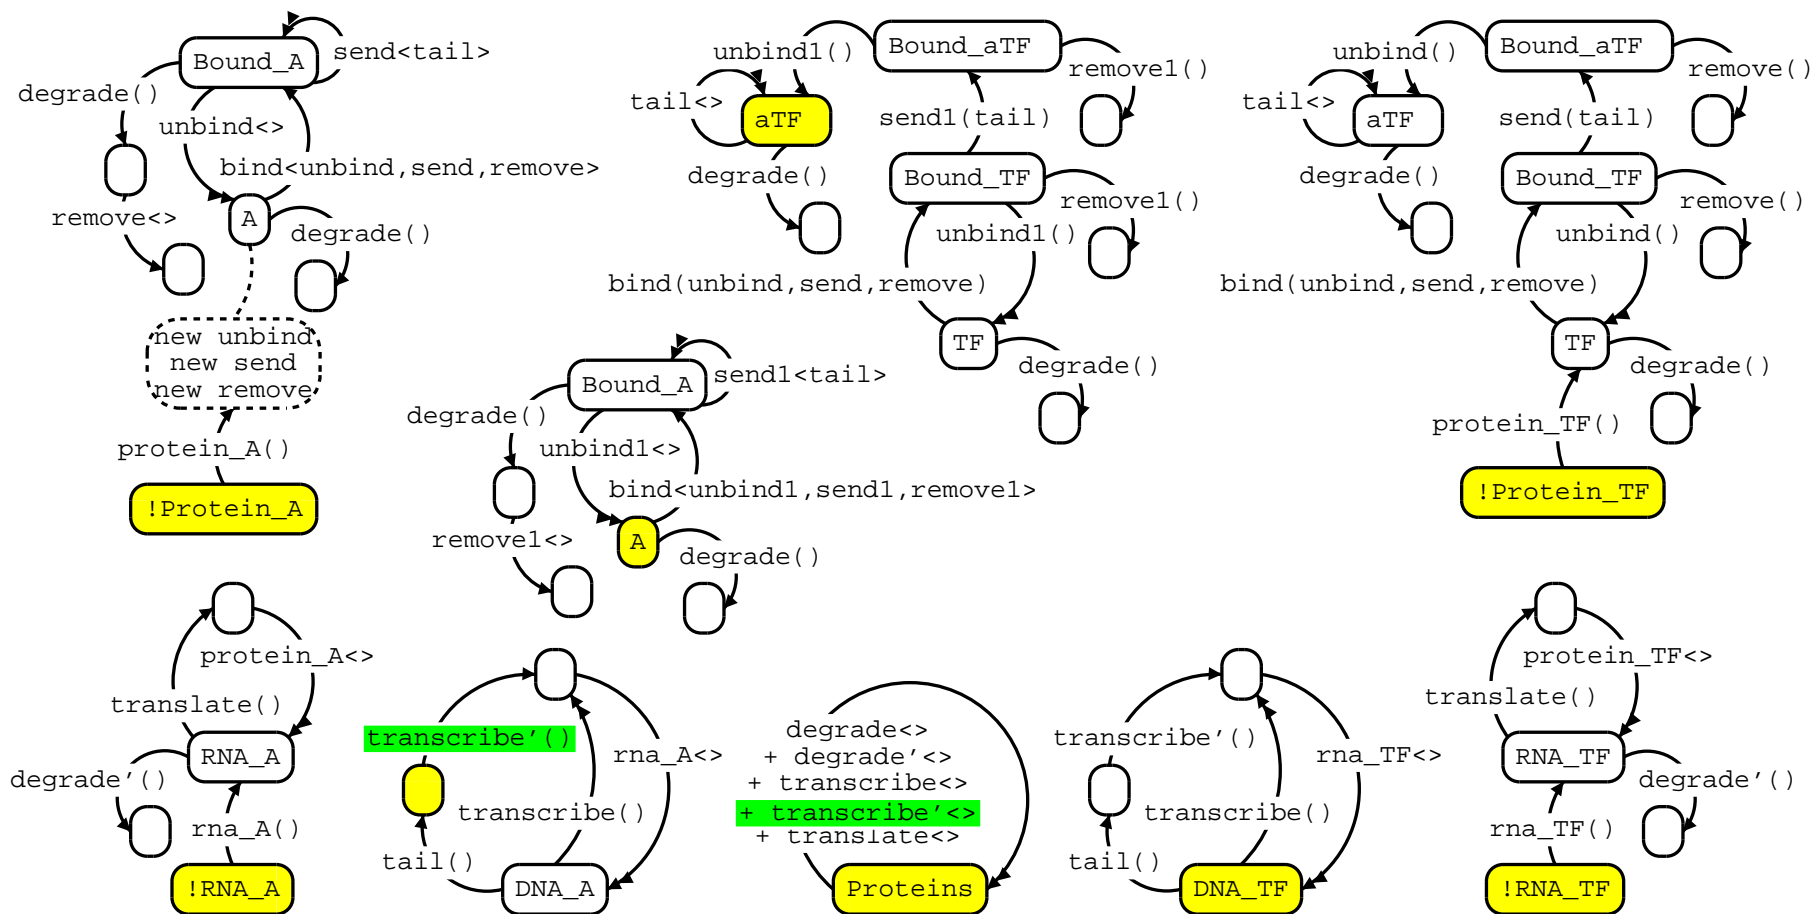 Bound_A
send<tail>
degrade()
unbind<>
bind<unbind,send,remove>
remove<>
A
degrade()
new unbind
new send
new remove
protein_A()
!Protein_A
unbind1()
Bound_aTF
remove1()
tail<>
aTF
send1(tail)
degrade()
Bound_TF
remove1()
unbind1()
bind(unbind,send,remove)
TF
degrade()
unbind()
Bound_aTF
remove()
tail<>
aTF
send(tail)
degrade()
Bound_TF
remove()
unbind()
bind(unbind,send,remove)
TF
degrade()
protein_TF()
!Protein_TF
Bound_A
send1<tail>
degrade()
unbind1<>
bind<unbind1,send1,remove1>
remove1<>
A
degrade()
protein_A<>
translate()
RNA_A
degrade'()
rna_A()
!RNA_A
transcribe'()
rna_A<>
transcribe()
tail()
DNA_A
degrade<>
+ degrade'<>
+ transcribe<>
+ transcribe'<>
+ translate<>
Proteins
transcribe'()
rna_TF<>
transcribe()
tail()
DNA_TF
protein_TF<>
translate()
RNA_TF
degrade'()
rna_TF()
!RNA_TF